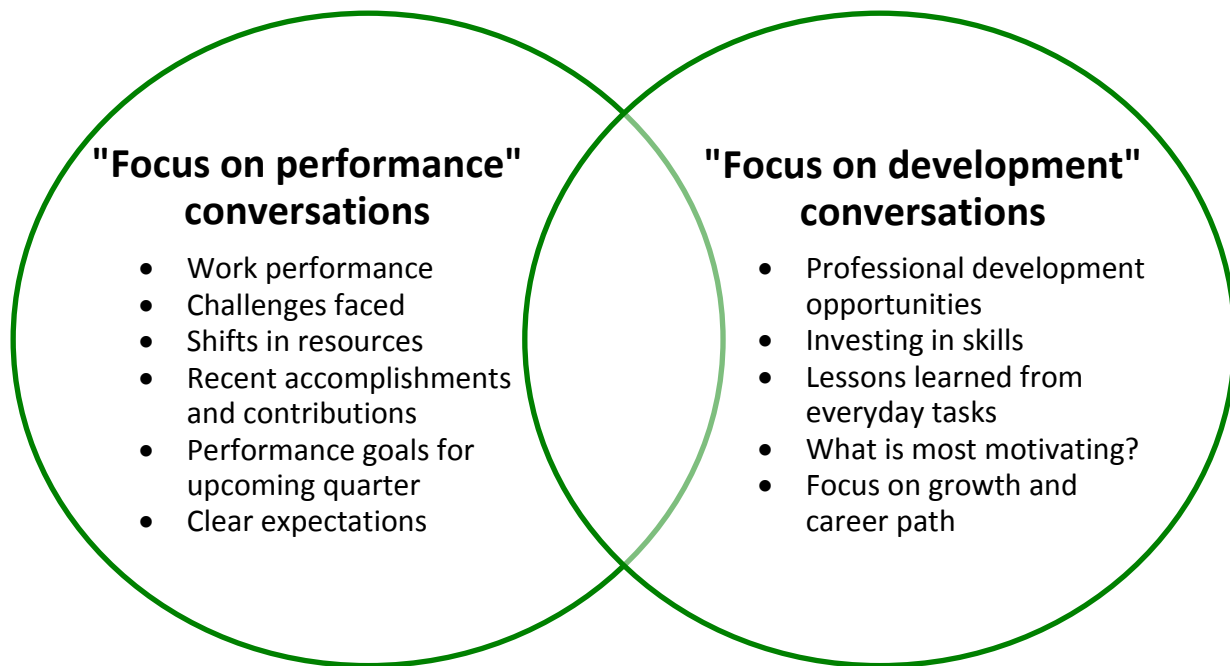 "Focus on performance"
conversations
• Work performance
• Challenges faced
• Shifts in resources
• Recent accomplishments
and contributions
• Performance goals for
upcoming quarter
• Clear expectations
"Focus on development"
conversations
• Professional development
opportunities
• Investing in skills
• Lessons learned from
everyday tasks
• What is most motivating?
• Focus on growth and
career path